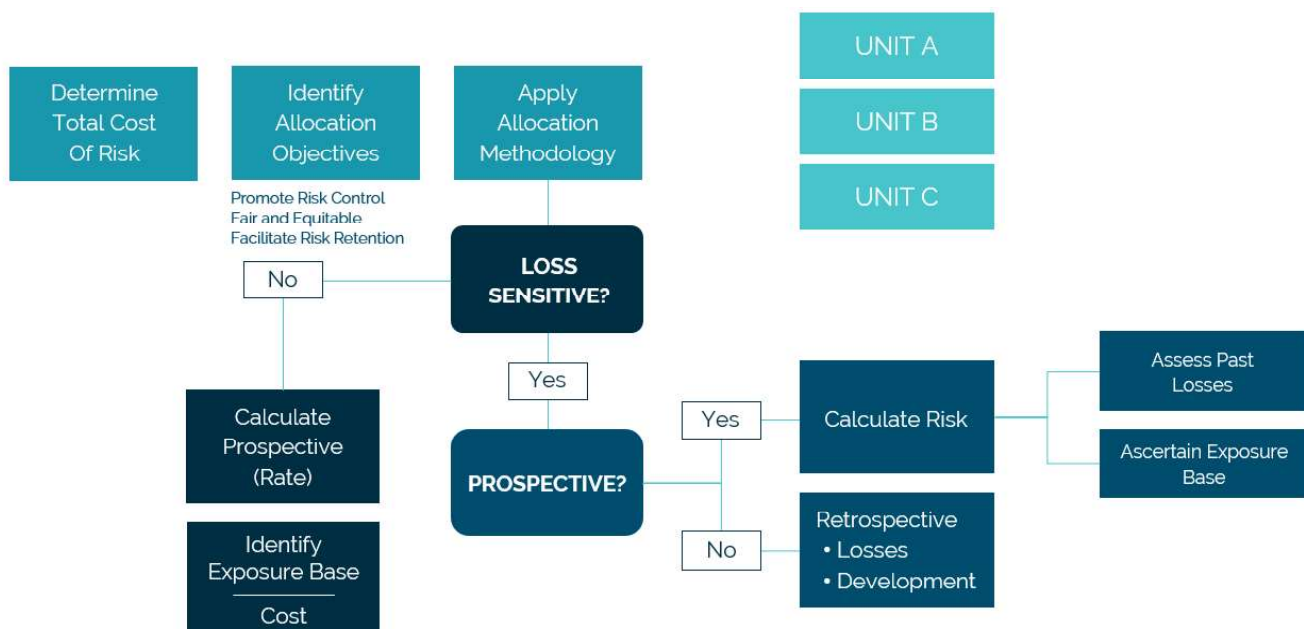 Determine
Total Cost
Of Risk
Identify
Allocation
Objectives
Promote Risk Control
Fair and Equitable
Facilitate Risk Retention
Apply
Allocation
Methodology
UNIT A
UNIT B
UNIT C
LOSS
SENSITIVE?
No
Yes
Calculate
Prospective
(Rate)
Identify
Exposure Base
Cost
PROSPECTIVE?
Yes
No
Calculate Risk
Assess Past
Losses
Ascertain Exposure
Base
Retrospective
• Losses
• Development